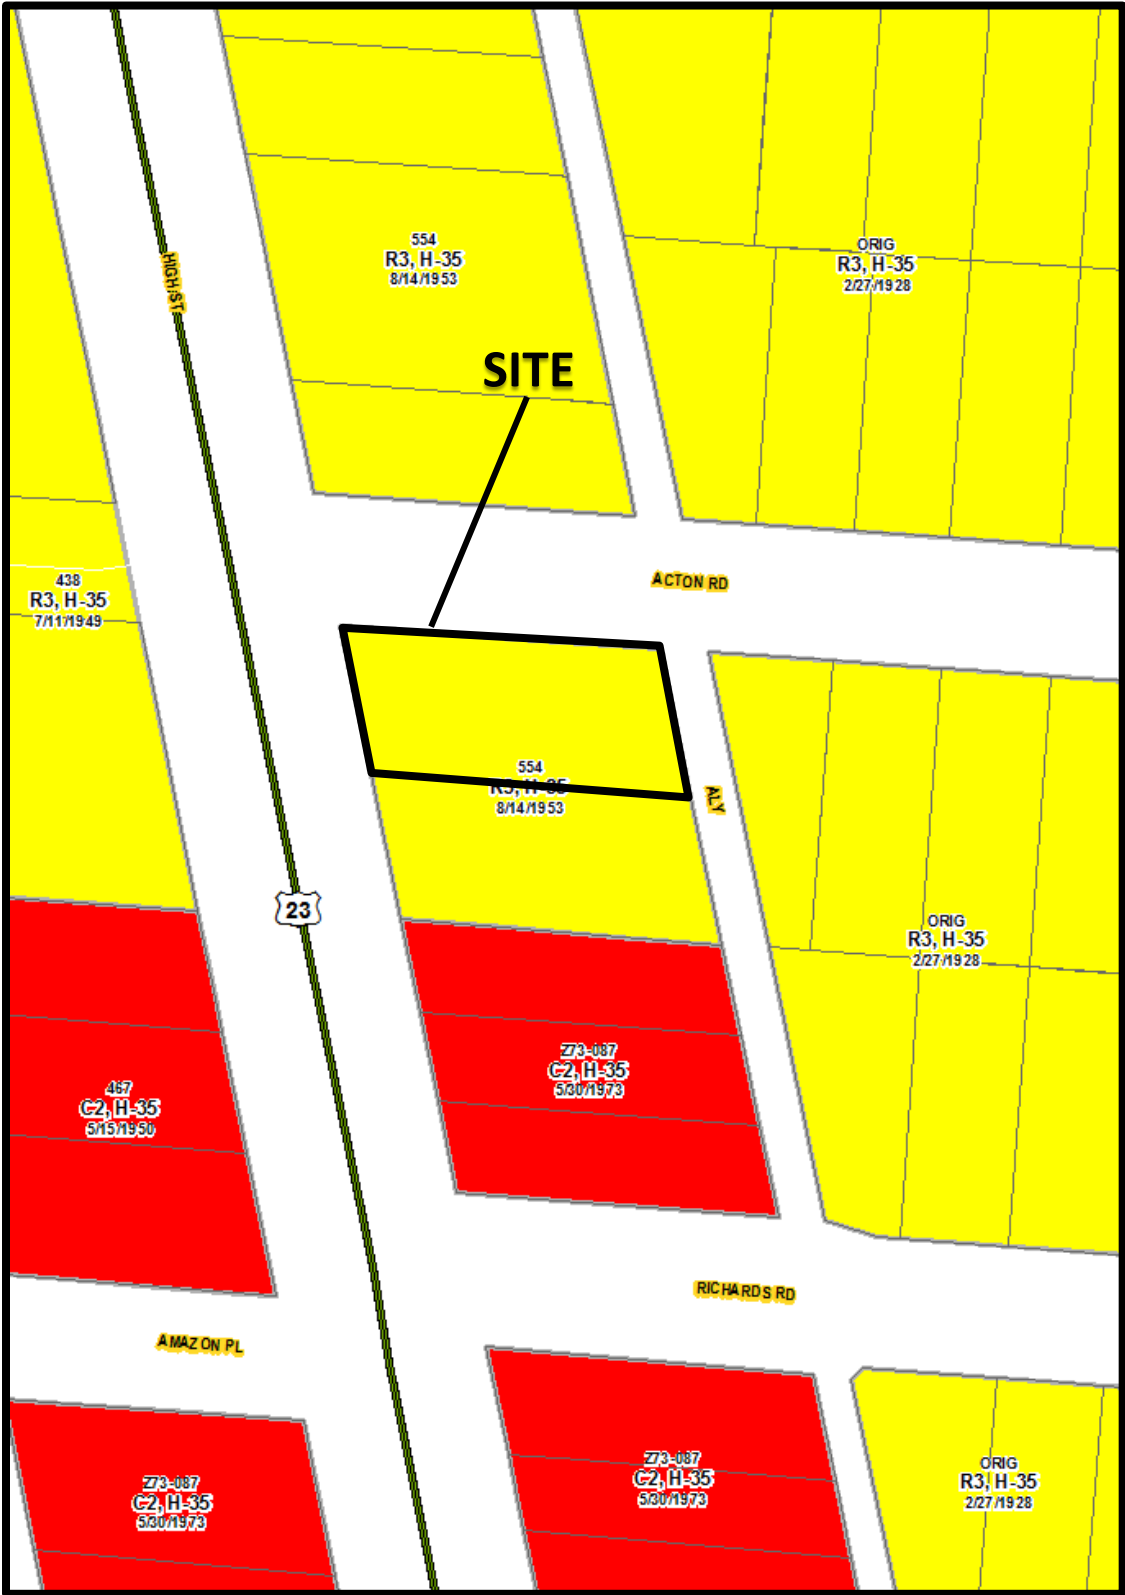 554
R3, H-35
8/14/1953
ORIG
R3, H-35
2/27/1928
HIGH ST
SITE
ACTON RD
438
R3, H-35
7/11/1949
554
R3, H-35
8/14/1953
ALY
23
ORIG
R3, H-35
2/27/1928
Z73-087
C2, H-35
5/30/1973
467
C2, H-35
5/15/1950
RICHARDS RD
AMAZON PL
Z73-087
C2, H-35
5/30/1973
Z73-087
C2, H-35
5/30/1973
ORIG
R3, H-35
2/27/1928